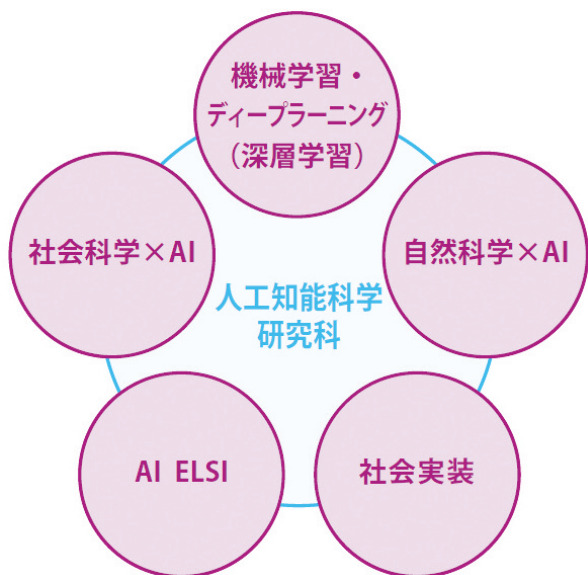 機械学習・
ディープラーニング
（深層学習）
社会科学×AI
自然科学×AI
人工知能科学
研究科
AI ELSI
社会実装